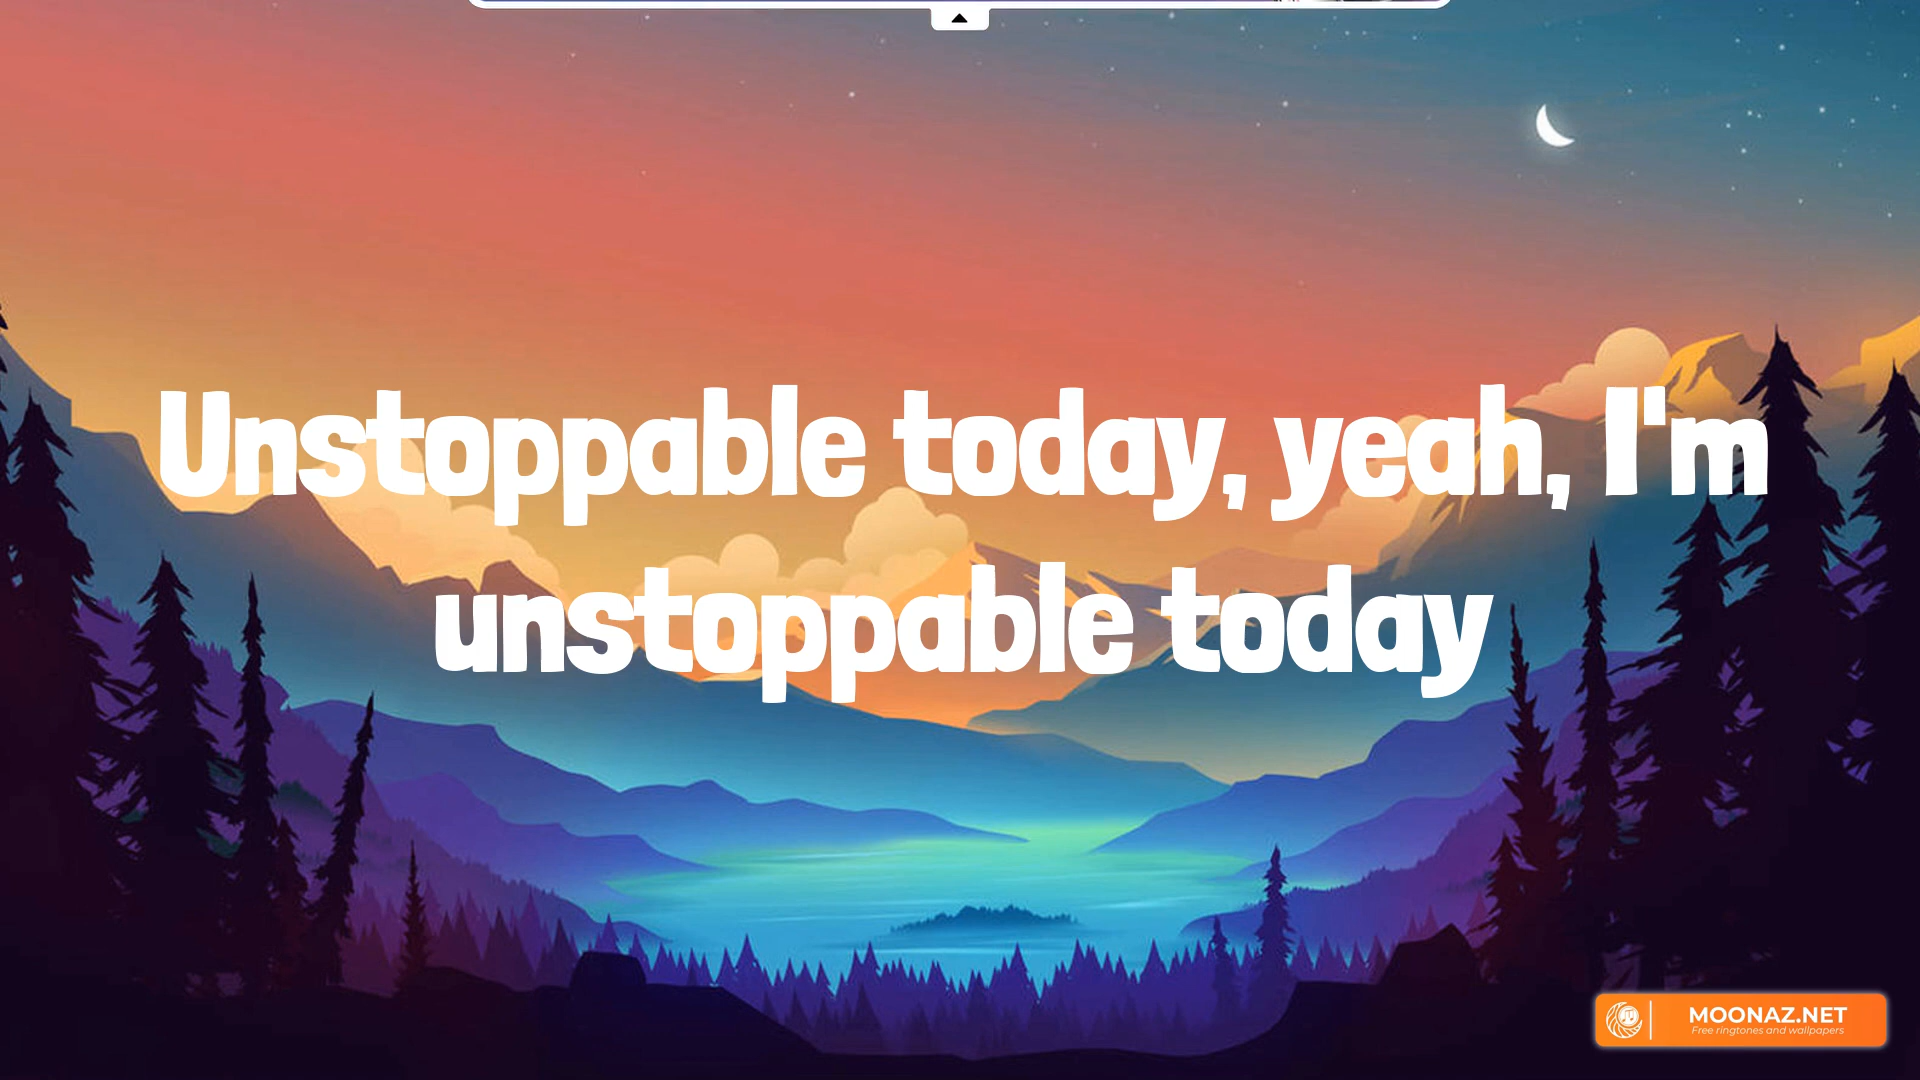 Unstoppable today, yeah, I'm
unstoppable today
MOONAZ.NET
Free ringtones and wallpapers